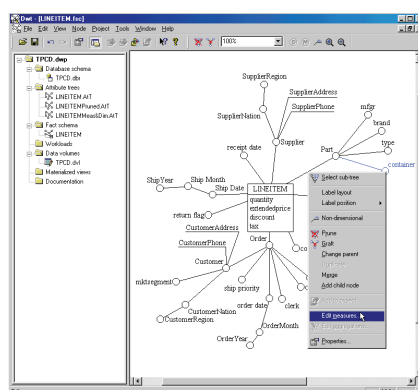 Dwt - [LINEITEM.fsc]
File Edit View Node Project Tools Window Help
100%
TPCD.dwp
Database schema
TPCD.dbi
Attribute trees
LINEITEM.AIT
LINEITEMPruned.AIT
LINEITEMMeas&Dim.AIT
Fact schema
LINEITEM
Workloads
Data volumes
TPCD.dvl
Materialized views
Documentation
SupplierRegion
SupplierAddress
SupplierPhone
SupplierNation
mfgr
brand
type
Supplier
Part
receipt date
container
ShipYear
Ship Month
Ship Date
LINEITEM
quantity
extendedprice
discount
tax
return flag
CustomerAddress
Order
CustomerPhone
Customer
mktsegment
ship priority
CustomerNation
CustomerRegion
order date
clerk
OrderMonth
OrderYear
Select sub-tree
Label layout
Label position
Non-dimensional
Prune
Graft
Change parent
Merge
Add child node
Edit measures...
Properties...